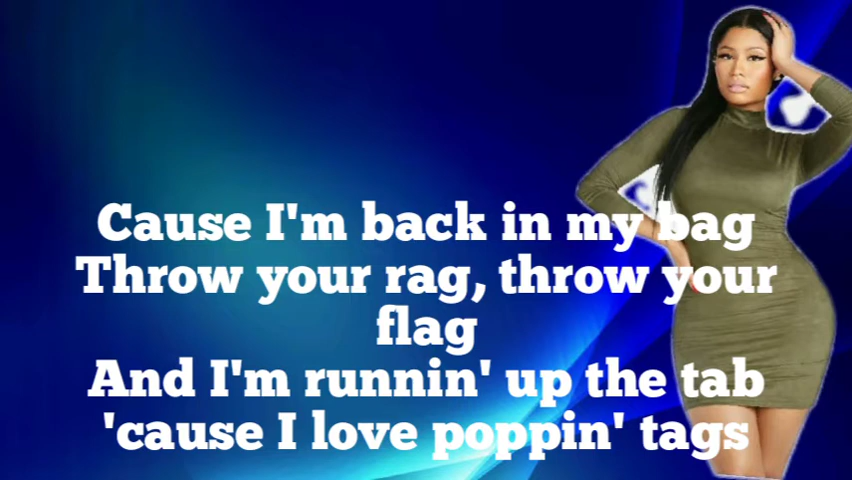 Cause I'm back in my bag
Throw your rag, throw your
flag
And I'm runnin' up the tab
'cause I love poppin' tags